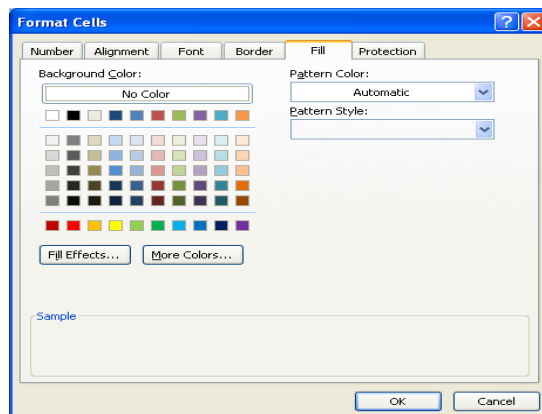 Format Cells
Number Alignment Font Border Fill Protection
Background Color:
No Color
Pattern Color:
Automatic
Pattern Style:
Fill Effects...
More Colors...
Sample
OK
Cancel